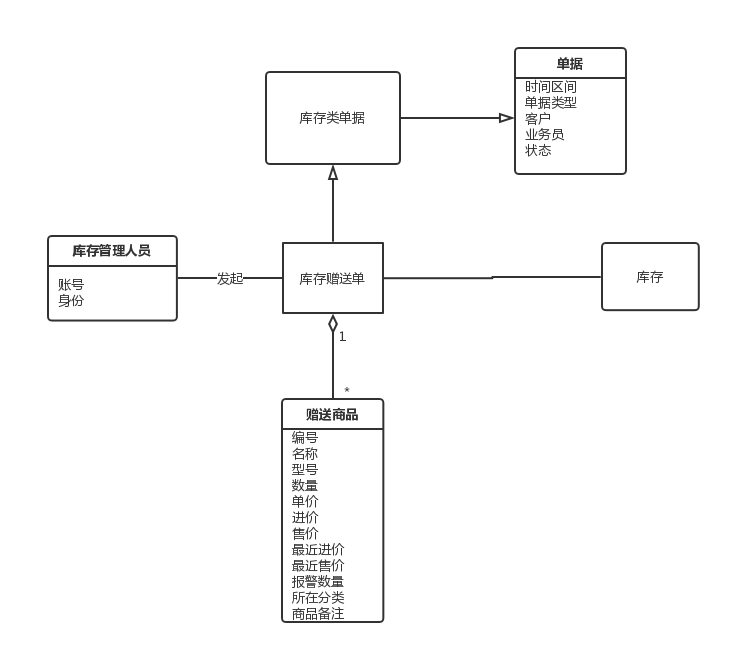 单据
时间区间
单据类型
客户
业务员
状态
库存类单据
库存管理人员
账号
身份
发起
库存赠送单
库存
1
*
赠送商品
编号
名称
型号
数量
单价
进价
售价
最近进价
最近售价
报警数量
所在分类
商品备注